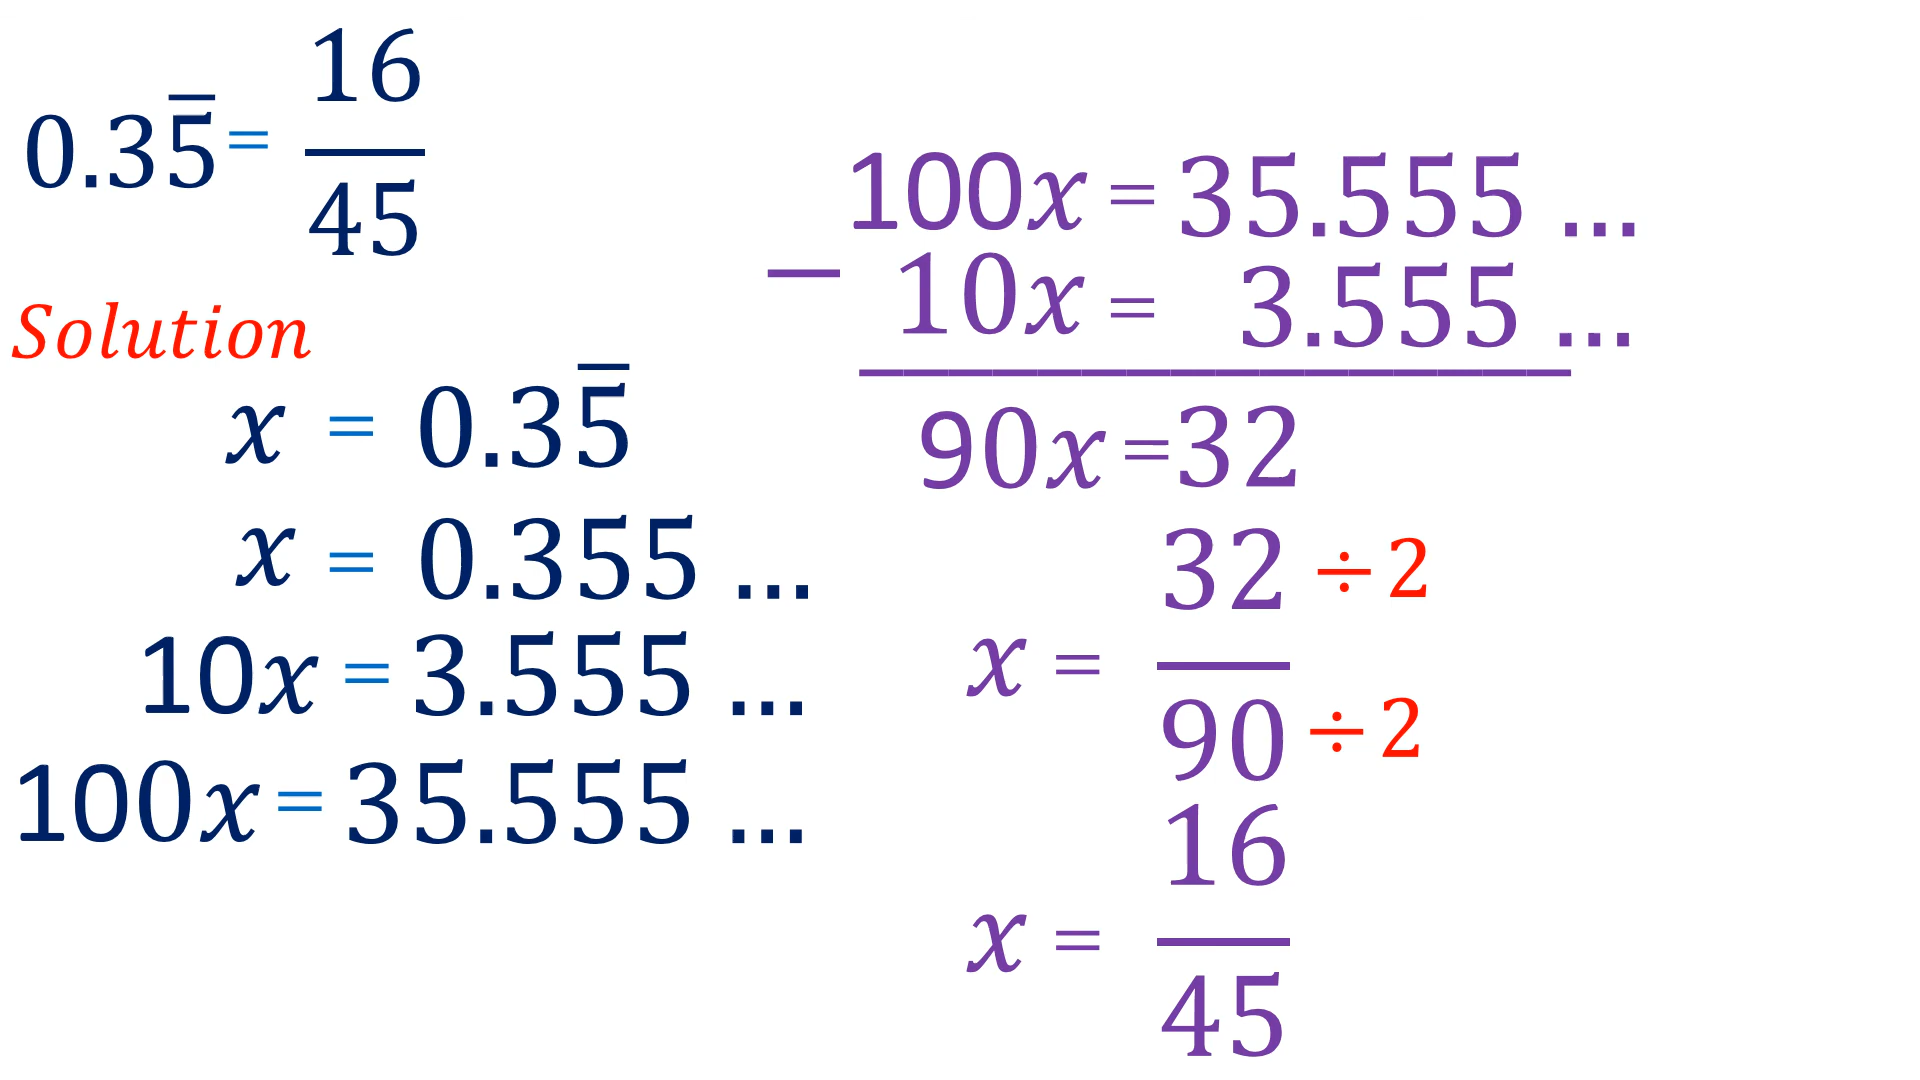 0.35̅ = 16/45
Solution
x = 0.35̅
x = 0.355 ...
10x = 3.555 ...
100x = 35.555 ...
100x = 35.555 ...
− 10x = 3.555 ...
90x = 32
x = 32 ÷2 / 90 ÷2
x = 16/45